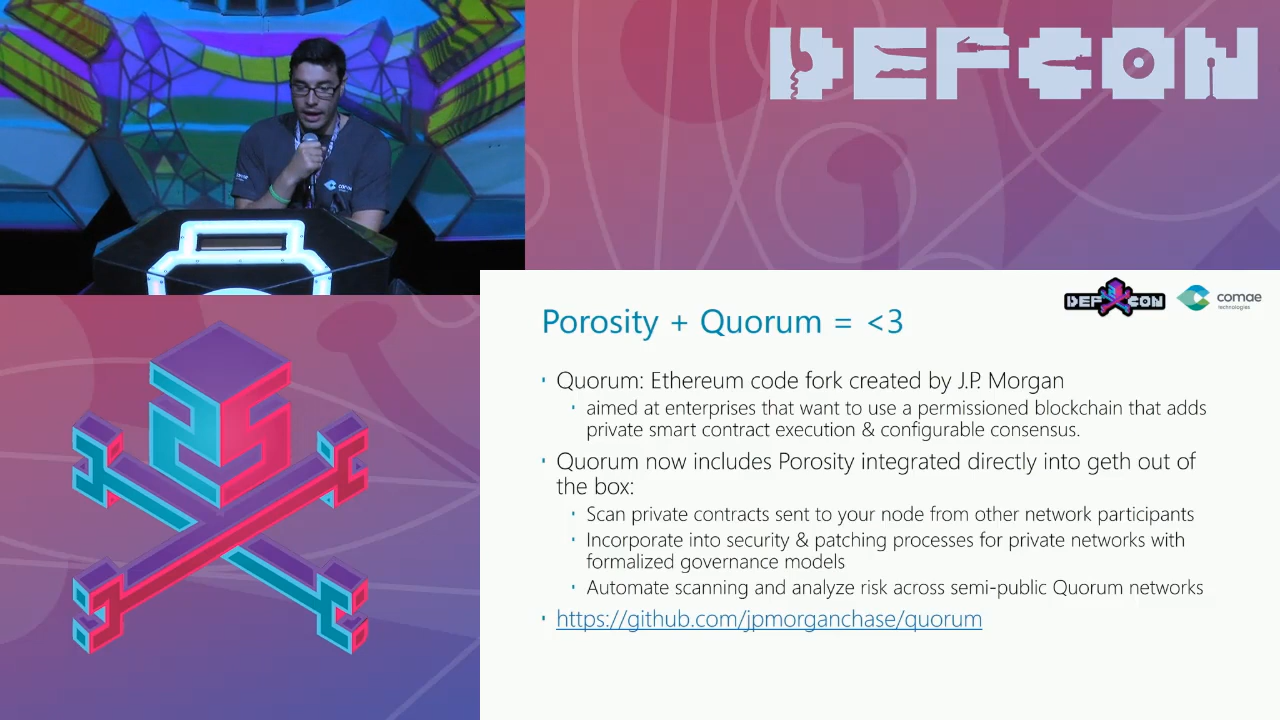 DEFCON
comae
DEF CON
comae
technologies
Porosity + Quorum = <3
Quorum: Ethereum code fork created by J.P. Morgan
aimed at enterprises that want to use a permissioned blockchain that adds
private smart contract execution & configurable consensus.
Quorum now includes Porosity integrated directly into geth out of
the box:
Scan private contracts sent to your node from other network participants
Incorporate into security & patching processes for private networks with
formalized governance models
Automate scanning and analyze risk across semi-public Quorum networks
https://github.com/jpmorganchase/quorum